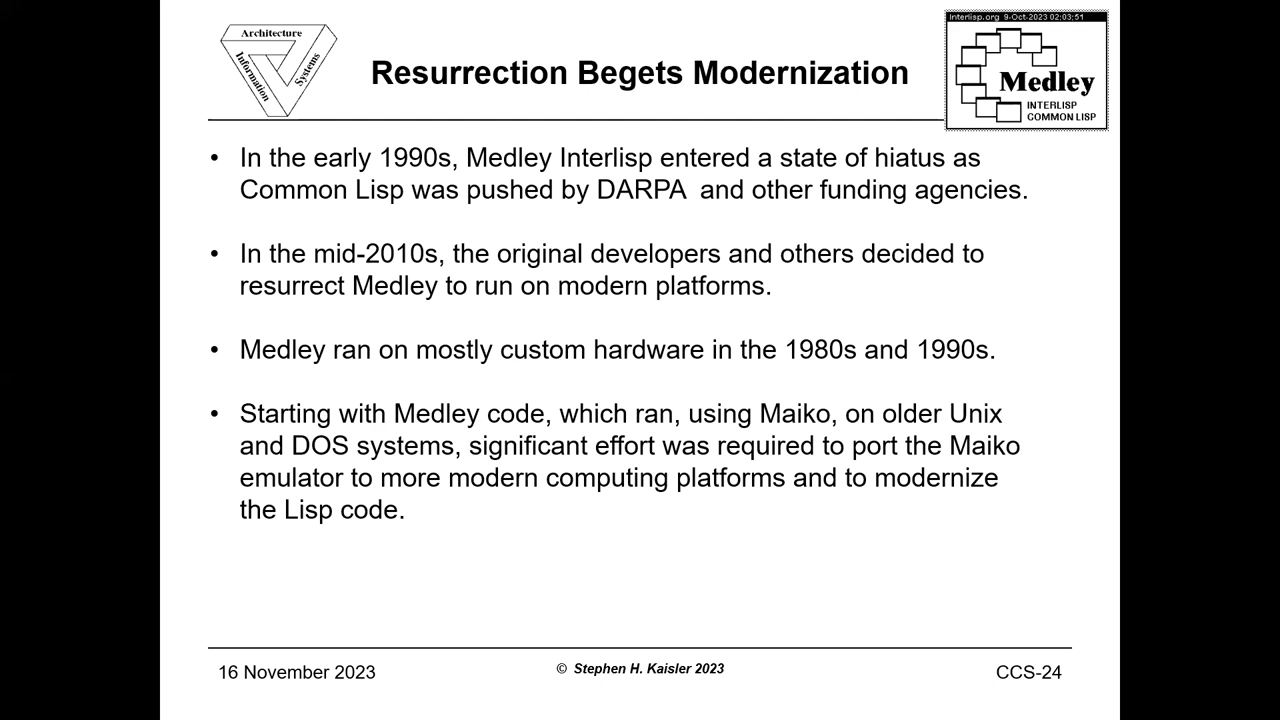 Architecture
Information
Systems
Resurrection Begets Modernization
Interlisp.org 9-Oct-2023 02:03:51
Medley
INTERLISP
COMMON LISP
• In the early 1990s, Medley Interlisp entered a state of hiatus as
Common Lisp was pushed by DARPA and other funding agencies.
• In the mid-2010s, the original developers and others decided to
resurrect Medley to run on modern platforms.
• Medley ran on mostly custom hardware in the 1980s and 1990s.
• Starting with Medley code, which ran, using Maiko, on older Unix
and DOS systems, significant effort was required to port the Maiko
emulator to more modern computing platforms and to modernize
the Lisp code.
16 November 2023
© Stephen H. Kaisler 2023
CCS-24